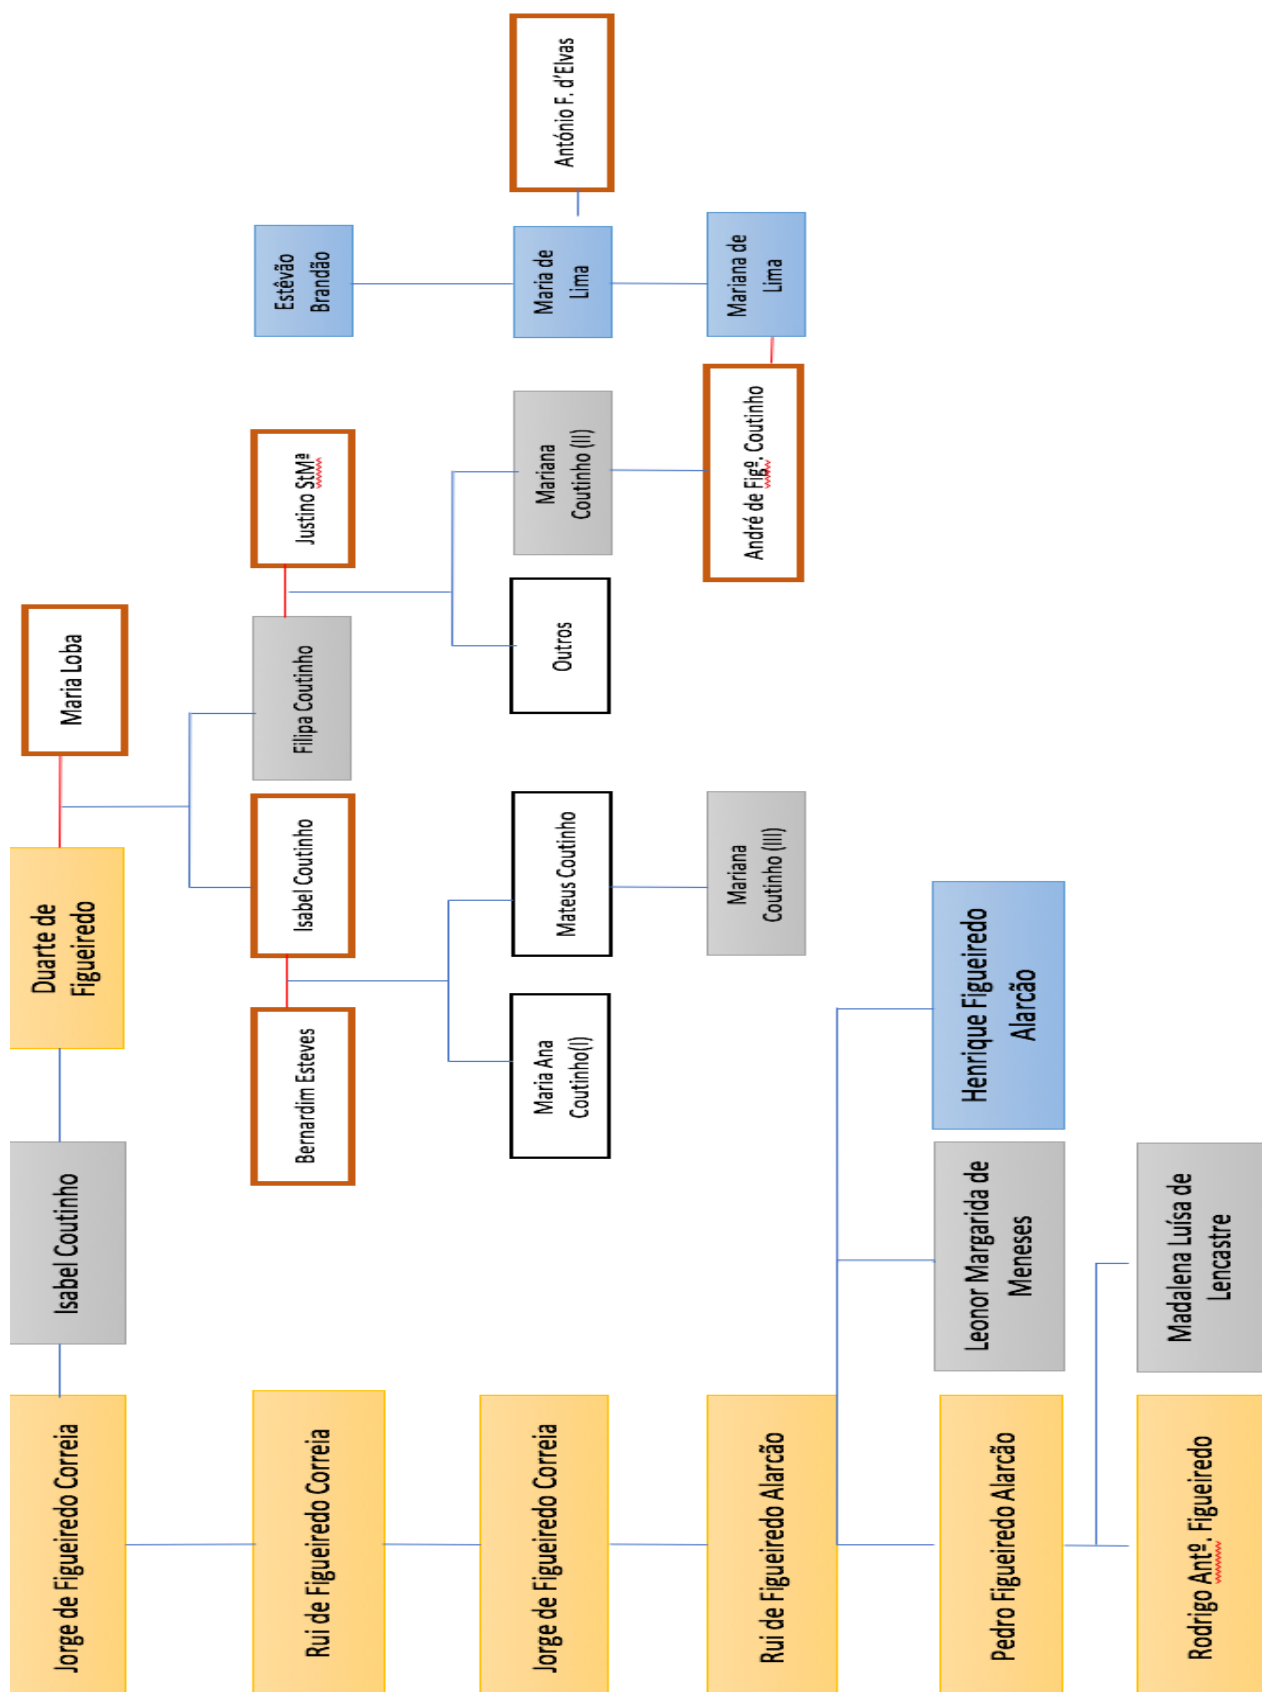 Jorge de Figueiredo Correia
Isabel Coutinho
Duarte de
Figueiredo
Maria Loba
Rui de Figueiredo Correia
Bernardim Esteves
Isabel Coutinho
Filipa Coutinho
Justino StMª
Estêvão
Brandão
Jorge de Figueiredo Correia
Maria Ana
Coutinho(I)
Mateus Coutinho
Outros
Mariana
Coutinho (II)
Maria de
Lima
António F. d'Elvas
Rui de Figueiredo Alarcão
Mariana
Coutinho (III)
André de Figº. Coutinho
Mariana de
Lima
Pedro Figueiredo Alarcão
Leonor Margarida de
Meneses
Henrique Figueiredo
Alarcão
Rodrigo Antº. Figueiredo
Madalena Luísa de
Lencastre